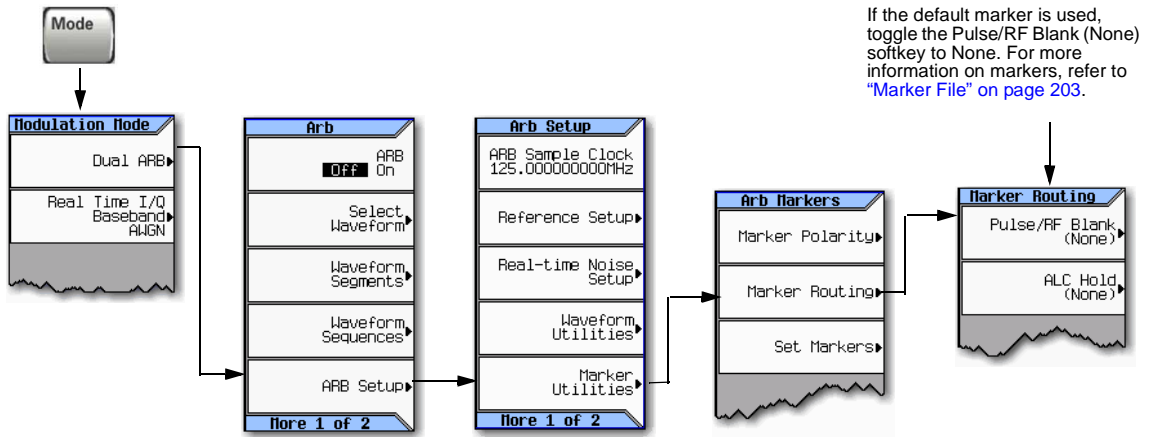 If the default marker is used,
toggle the Pulse/RF Blank (None)
softkey to None. For more
information on markers, refer to
“Marker File” on page 203.
Mode
Modulation Mode
Dual ARB
Real Time I/Q
Baseband
AWGN
Arb
ARB
Off On
Select
Waveform
Waveform
Segments
Waveform
Sequences
ARB Setup
More 1 of 2
Arb Setup
ARB Sample Clock
125.000000000MHz
Reference Setup
Real-time Noise
Setup
Waveform
Utilities
Marker
Utilities
More 1 of 2
Arb Markers
Marker Polarity
Marker Routing
Set Markers
Marker Routing
Pulse/RF Blank
(None)
ALC Hold
(None)